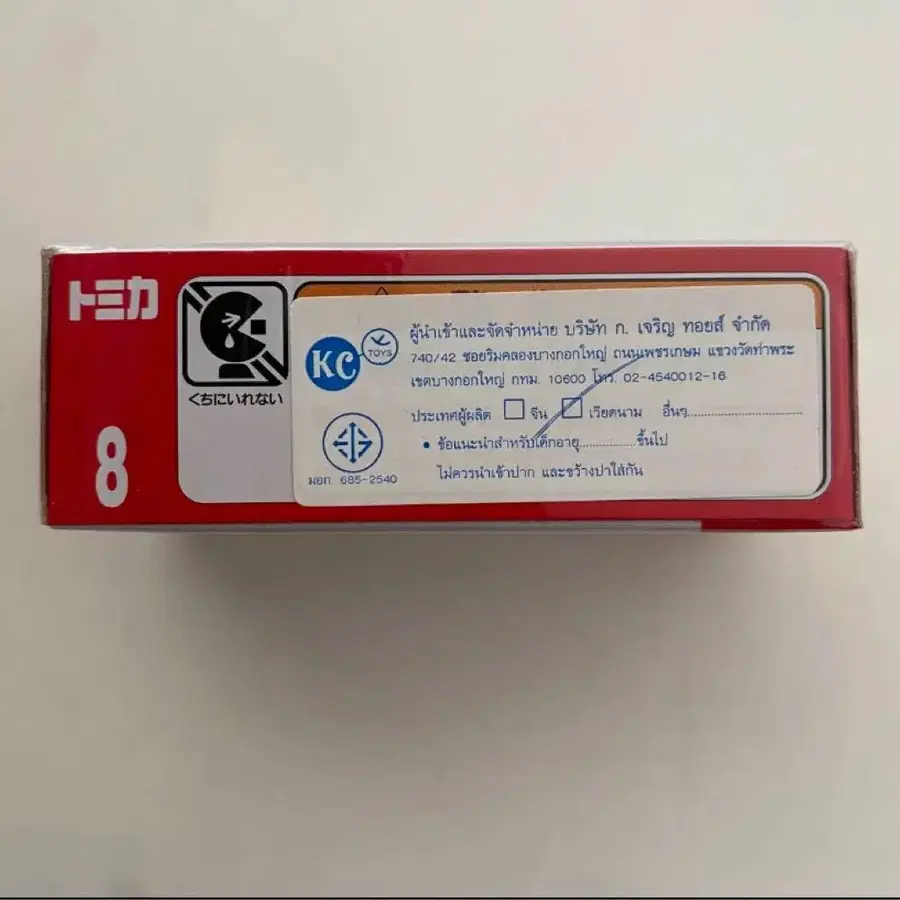 トミカ
8
くちにいれない
KC
TOYS
มอก 685-2540
ผู้นำเข้าและจัดจำหน่าย บริษัท ก. เจริญ ทอยส์ จำกัด
740/42 ซอยริมคลองบางกอกใหญ่ ถนนเพชรเกษม แขวงวัดท่าพระ
เขตบางกอกใหญ่ กทม. 10600 โทร. 02-4540012-16
ประเทศผู้ผลิต ☐ จีน ☐ เวียดนาม อื่นๆ....................
• ข้อแนะนำสำหรับเด็กอายุ............ขึ้นไป
ไม่ควรนำเข้าปาก และขว้างปาใส่กัน